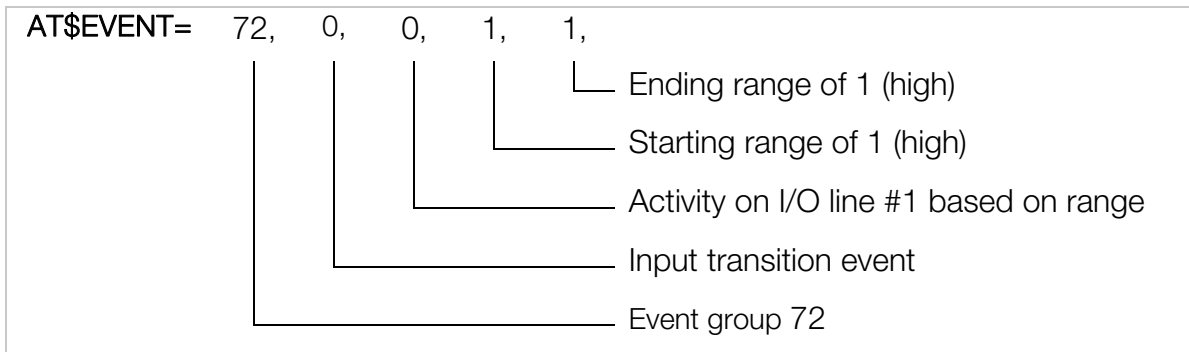 AT$EVENT= 72, 0, 0, 1, 1,
Ending range of 1 (high)
Starting range of 1 (high)
Activity on I/O line #1 based on range
Input transition event
Event group 72